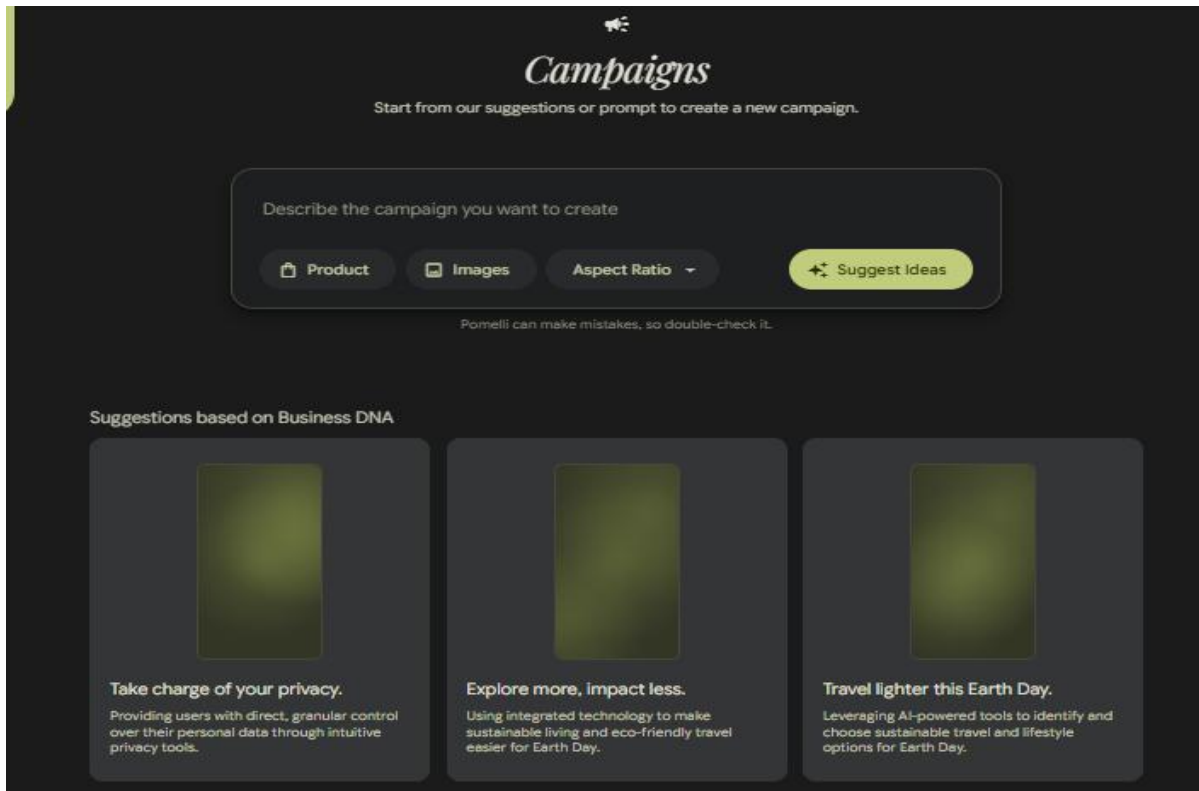 Campaigns
Start from our suggestions or prompt to create a new campaign.
Describe the campaign you want to create
Product
Images
Aspect Ratio
Suggest Ideas
Pomelli can make mistakes, so double-check it.
Suggestions based on Business DNA
Take charge of your privacy.
Providing users with direct, granular control
over their personal data through intuitive
privacy tools.
Explore more, impact less.
Using integrated technology to make
sustainable living and eco-friendly travel
easier for Earth Day.
Travel lighter this Earth Day.
Leveraging AI-powered tools to identify and
choose sustainable travel and lifestyle
options for Earth Day.